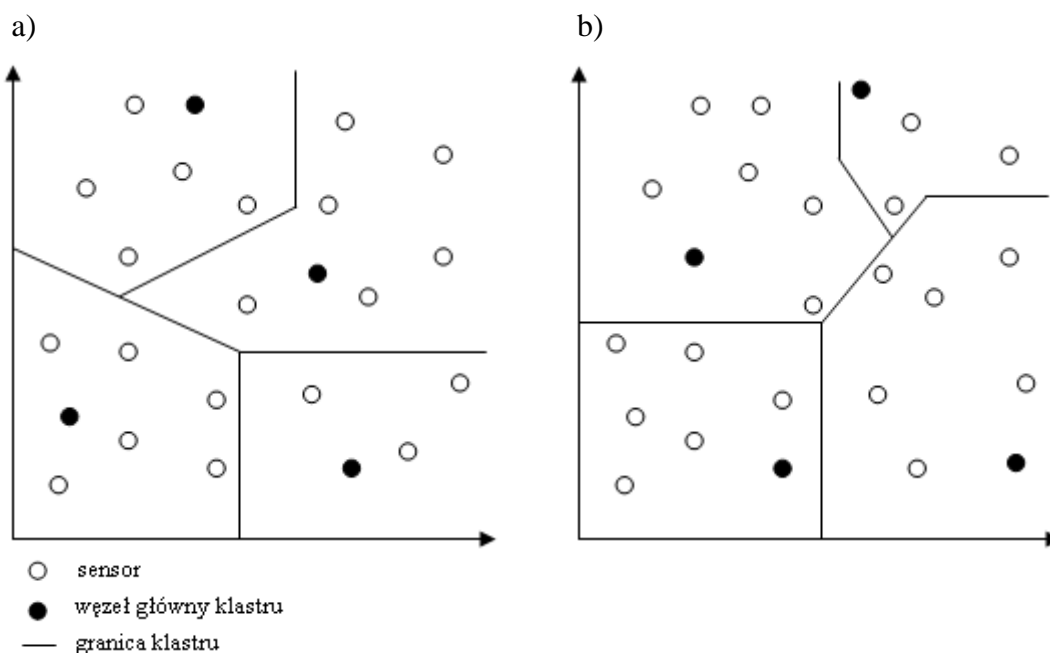 a)
b)
sensor
węzeł główny klastru
granica klastru